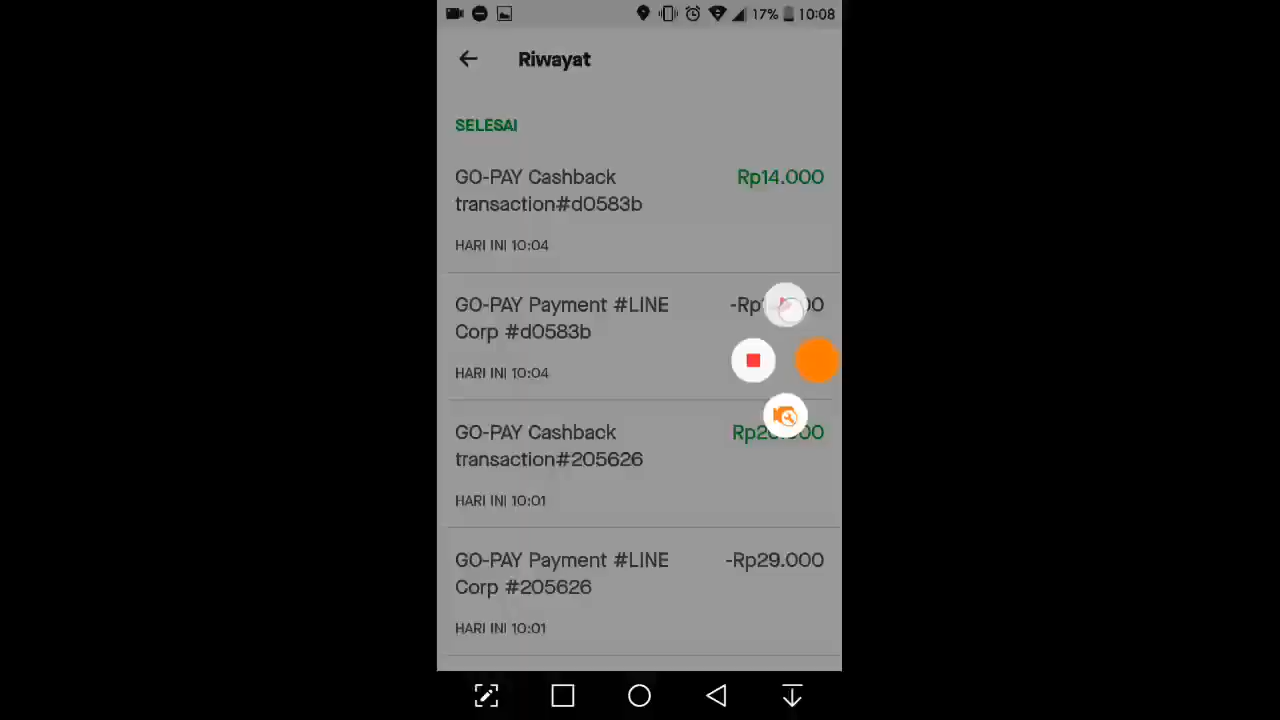 17% 10:08
Riwayat
SELESAI
GO-PAY Cashback Rp14.000
transaction#d0583b
HARI INI 10:04
GO-PAY Payment #LINE
Corp #d0583b
HARI INI 10:04
GO-PAY Cashback
transaction#205626
HARI INI 10:01
GO-PAY Payment #LINE -Rp29.000
Corp #205626
HARI INI 10:01